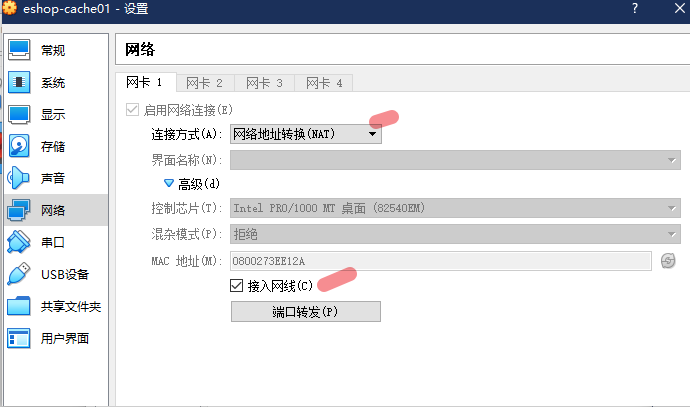 eshop-cache01 - 设置
?
常规
系统
显示
存储
声音
网络
串口
USB设备
共享文件夹
用户界面
网络
网卡 1 网卡 2 网卡 3 网卡 4
启用网络连接(E)
连接方式(A): 网络地址转换(NAT)
界面名称(N):
高级(d)
控制芯片(T): Intel PRO/1000 MT 桌面 (82540EM)
混杂模式(P): 拒绝
MAC 地址(M): 0800273EE12A
接入网线(C)
端口转发(P)